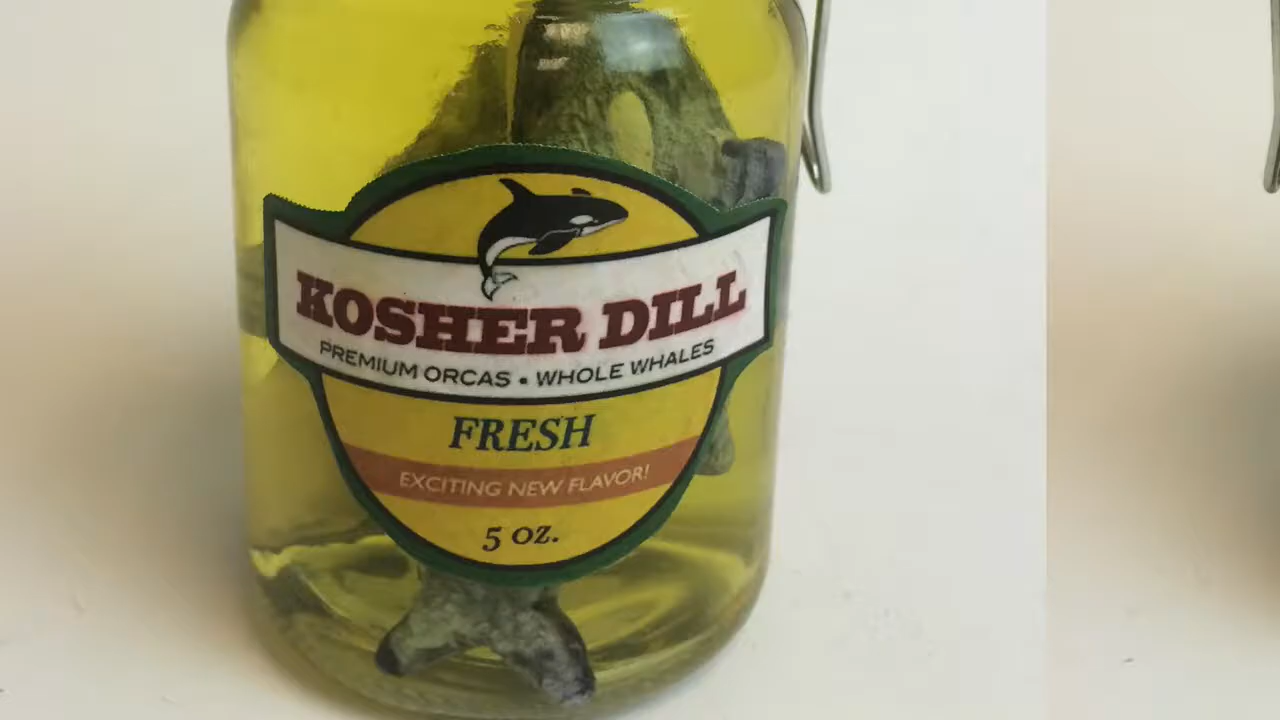 KOSHER DILL
PREMIUM ORCAS • WHOLE WHALES
FRESH
EXCITING NEW FLAVOR!
5 OZ.